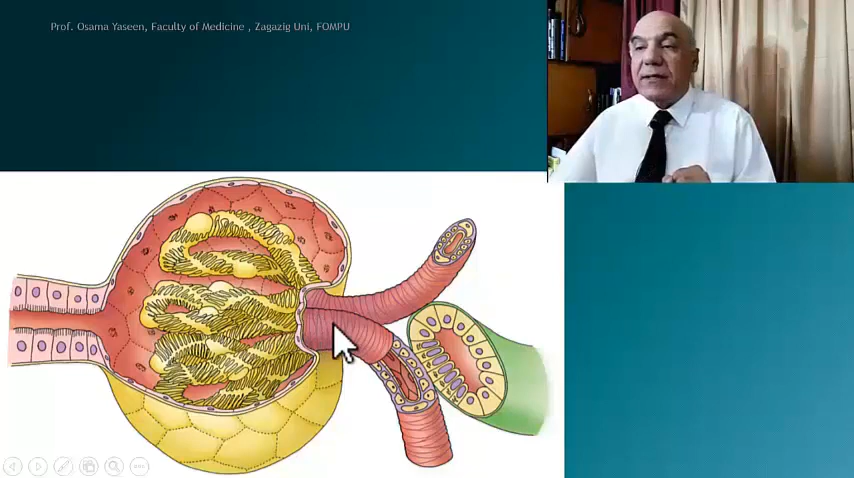 Prof. Osama Yaseen, Faculty of Medicine , Zagazig Uni, FOMPU